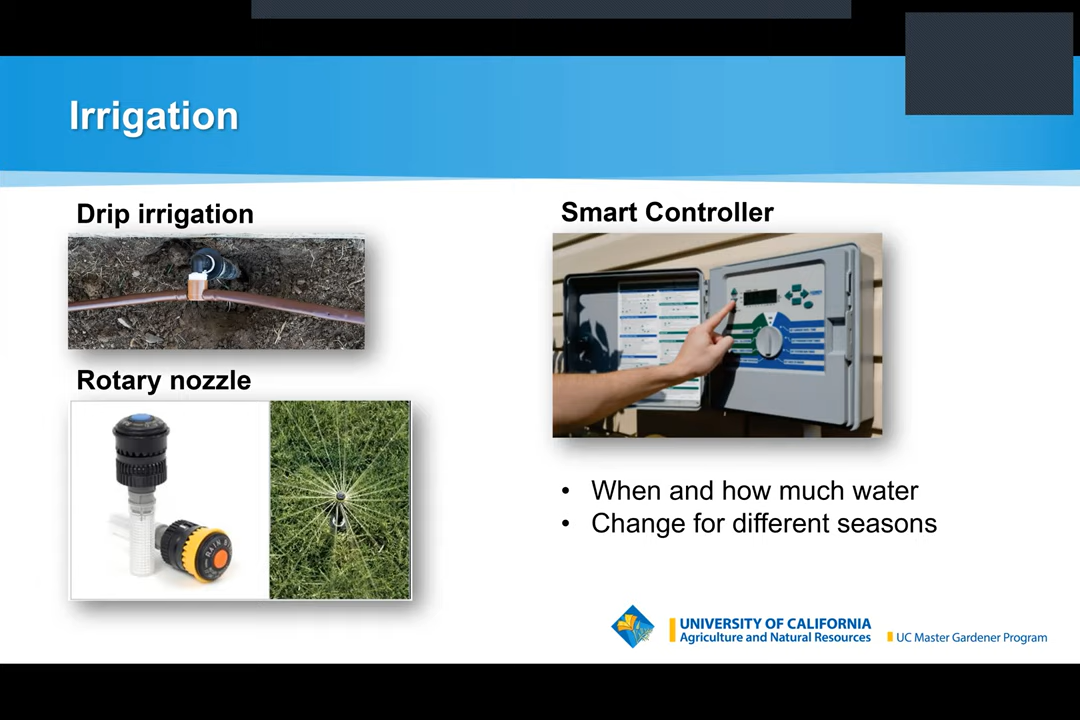 Irrigation
Drip irrigation
Rotary nozzle
Smart Controller
• When and how much water
• Change for different seasons
UNIVERSITY OF CALIFORNIA
Agriculture and Natural Resources
UC Master Gardener Program